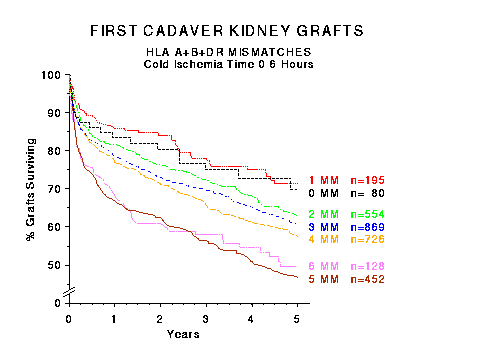 FIRST CADAVER KIDNEY GRAFTS
HLA A+B+DR MISMATCHES
Cold Ischemia Time 0-6 Hours
% Grafts Surviving
100
90
80
70
60
50
0
0 1 2 3 4 5
Years
1 MM n=195
0 MM n= 80
2 MM n=554
3 MM n=869
4 MM n=726
6 MM n=128
5 MM n=452